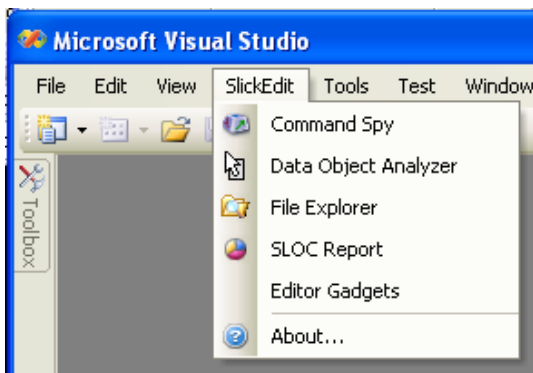 Microsoft Visual Studio
File Edit View SlickEdit Tools Test Window
Command Spy
Data Object Analyzer
File Explorer
SLOC Report
Editor Gadgets
About...
Toolbox